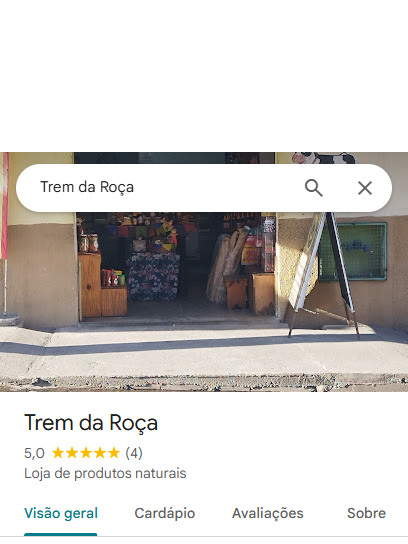 Trem da Roça
Trem da Roça
5,0 (4)
Loja de produtos naturais
Visão geral
Cardápio
Avaliações
Sobre